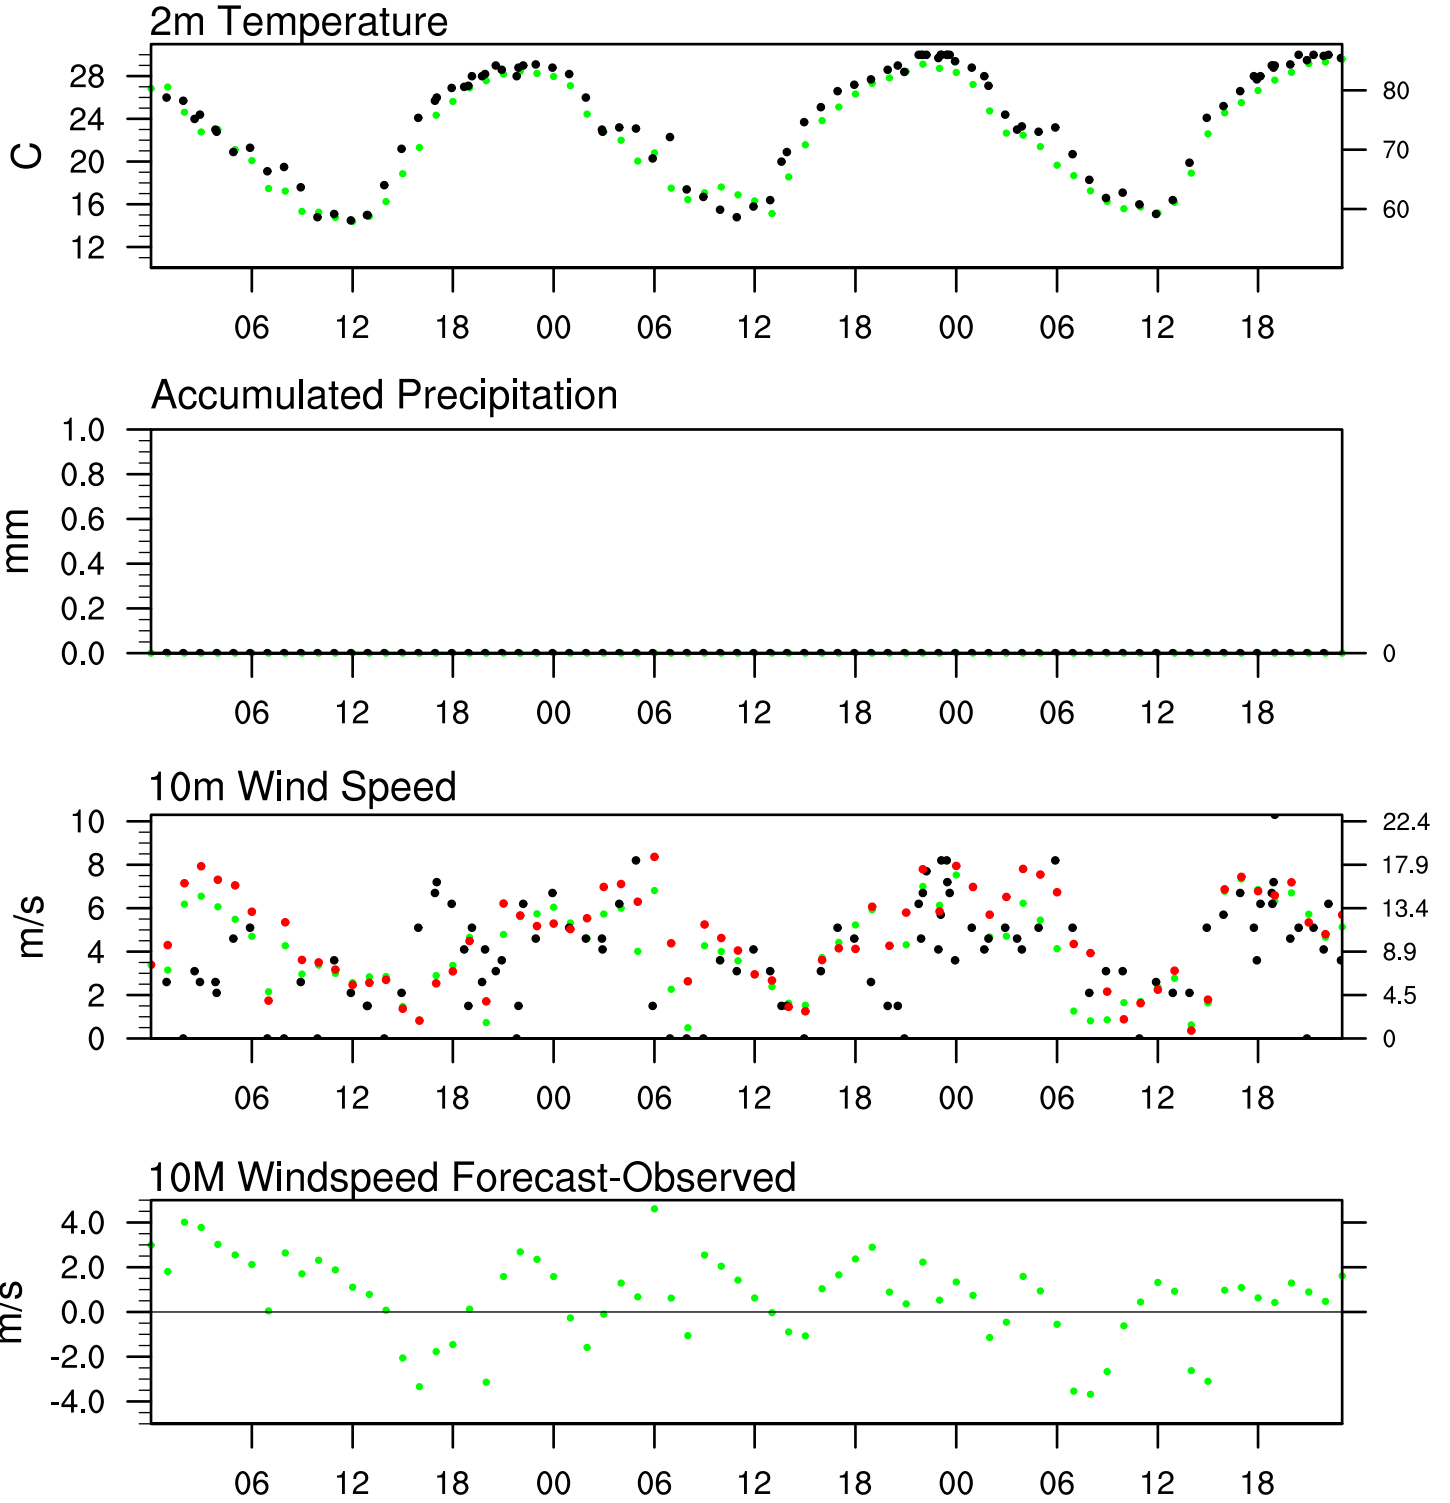 2m Temperature
28
24
20
16
12
C
80
70
60
06 12 18 00 06 12 18 00 06 12 18
Accumulated Precipitation
1.0
0.8
0.6
0.4
0.2
0.0
mm
0
06 12 18 00 06 12 18 00 06 12 18
10m Wind Speed
10
8
6
4
2
0
m/s
22.4
17.9
13.4
8.9
4.5
0
06 12 18 00 06 12 18 00 06 12 18
10M Windspeed Forecast-Observed
4.0
2.0
0.0
-2.0
-4.0
m/s
06 12 18 00 06 12 18 00 06 12 18